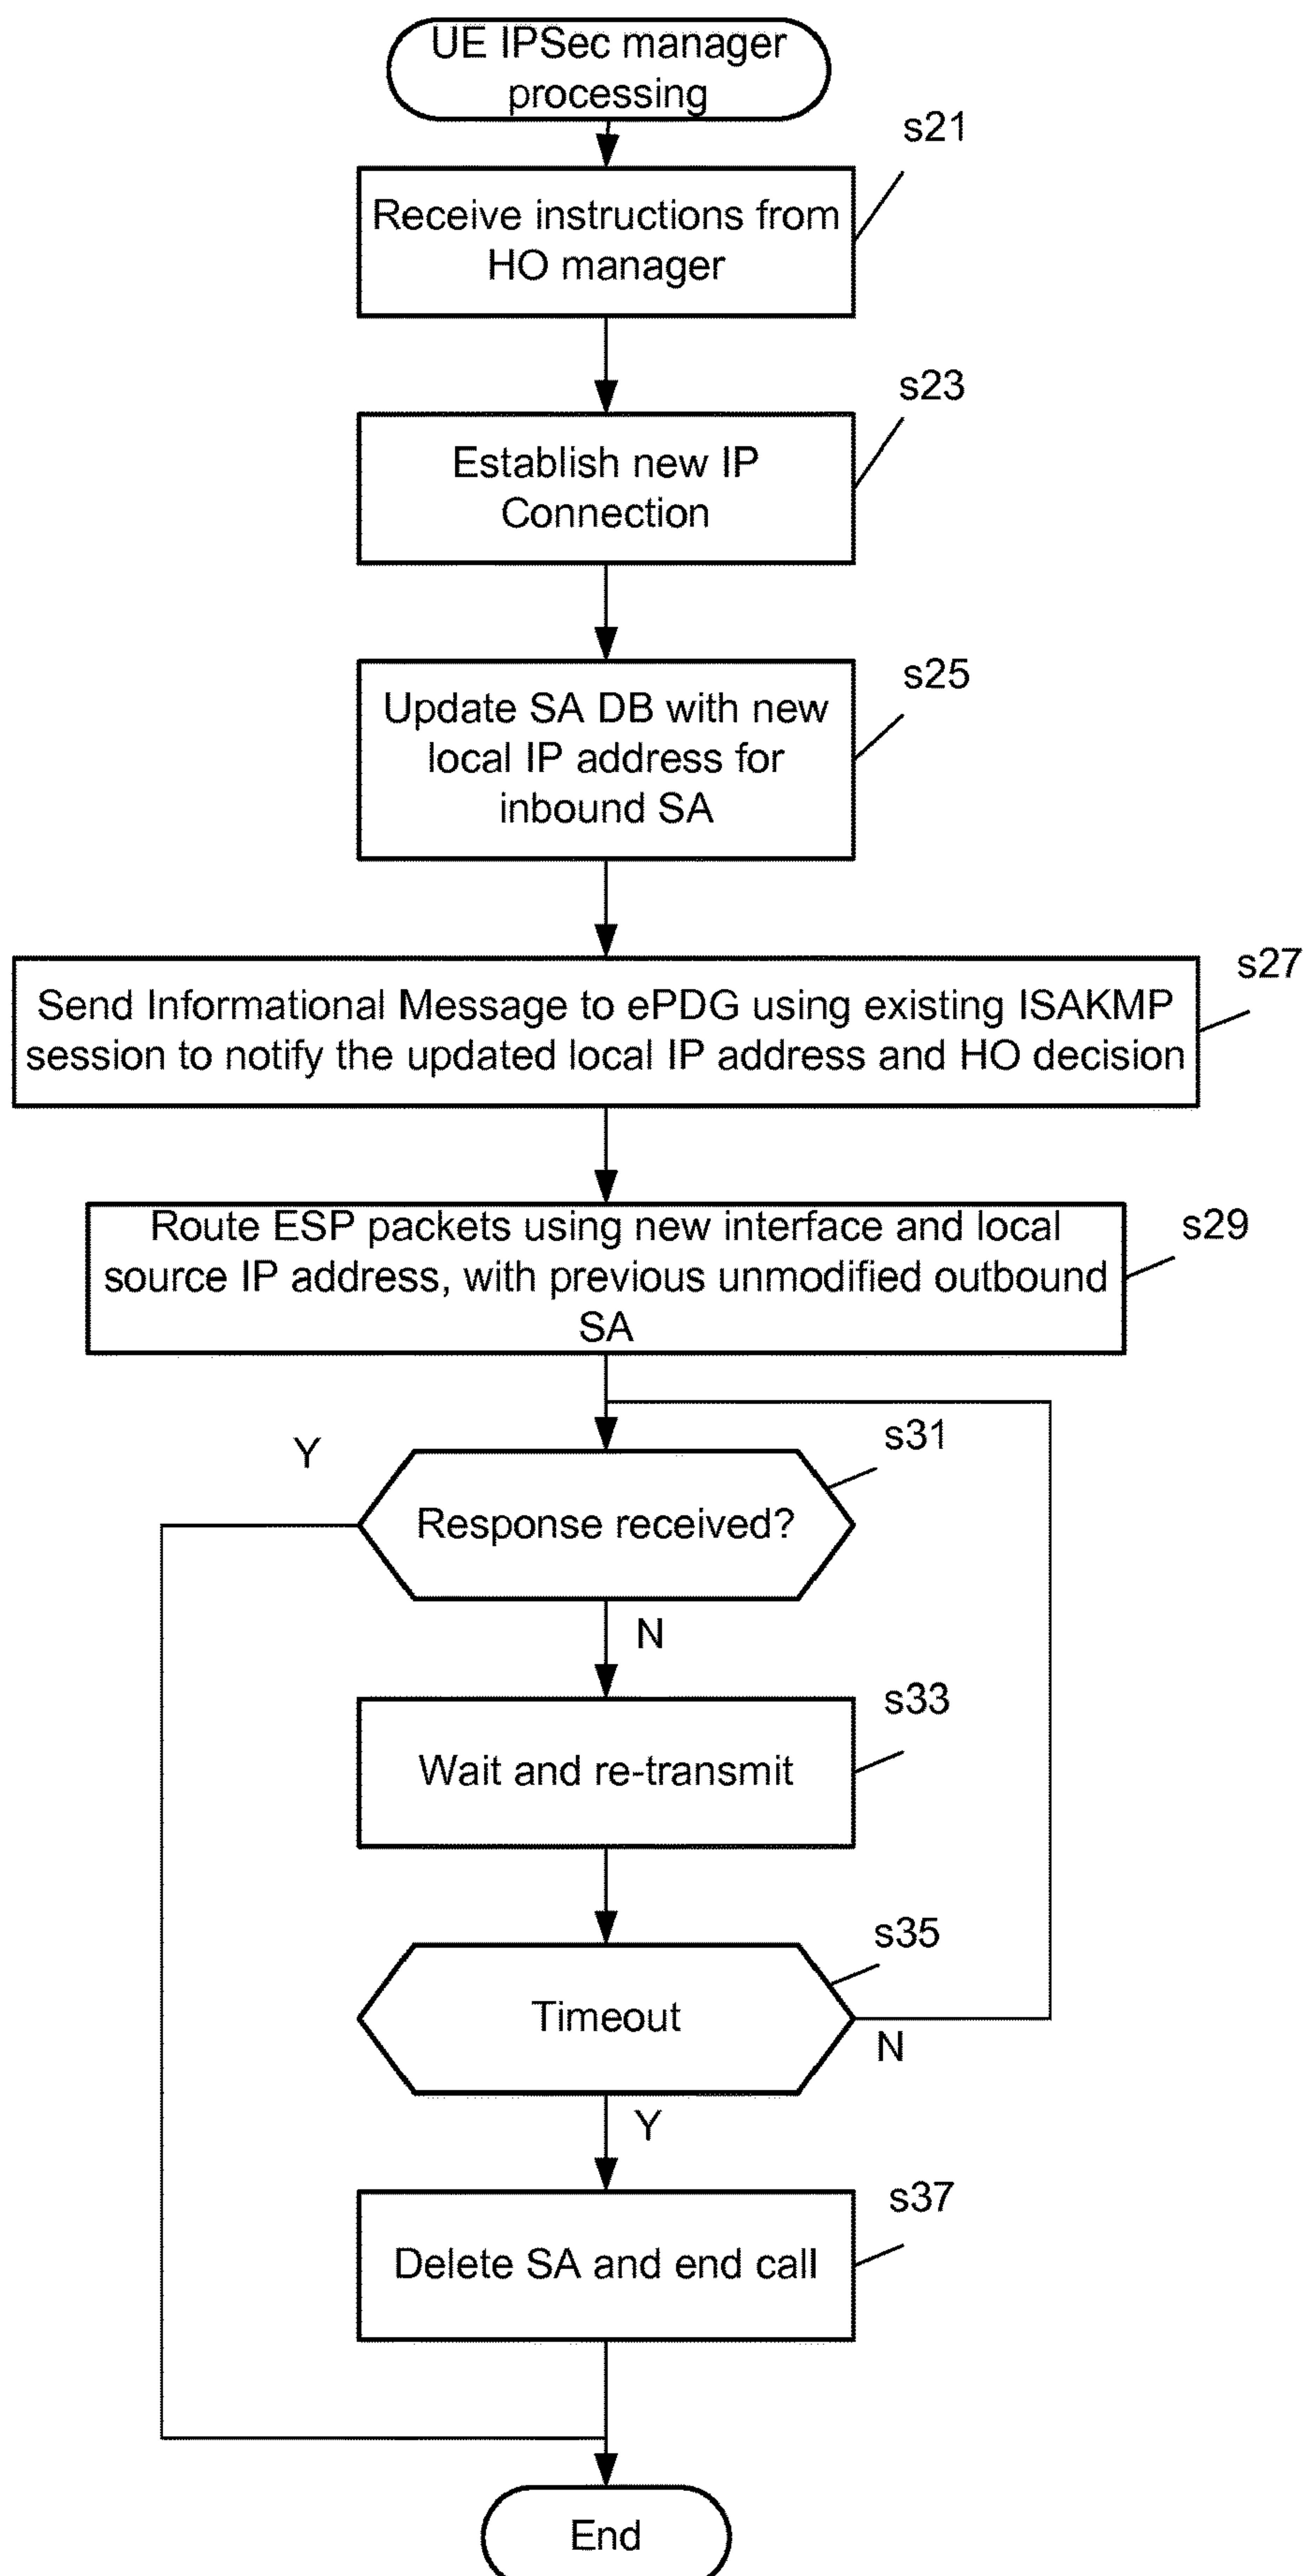 UE IPSec manager
processing
s21
Receive instructions from
HO manager
s23
Establish new IP
Connection
s25
Update SA DB with new
local IP address for
inbound SA
s27
Send Informational Message to ePDG using existing ISAKMP
session to notify the updated local IP address and HO decision
s29
Route ESP packets using new interface and local
source IP address, with previous unmodified outbound
SA
s31
Y
Response received?
N
s33
Wait and re-transmit
s35
Timeout
N
Y
s37
Delete SA and end call
End